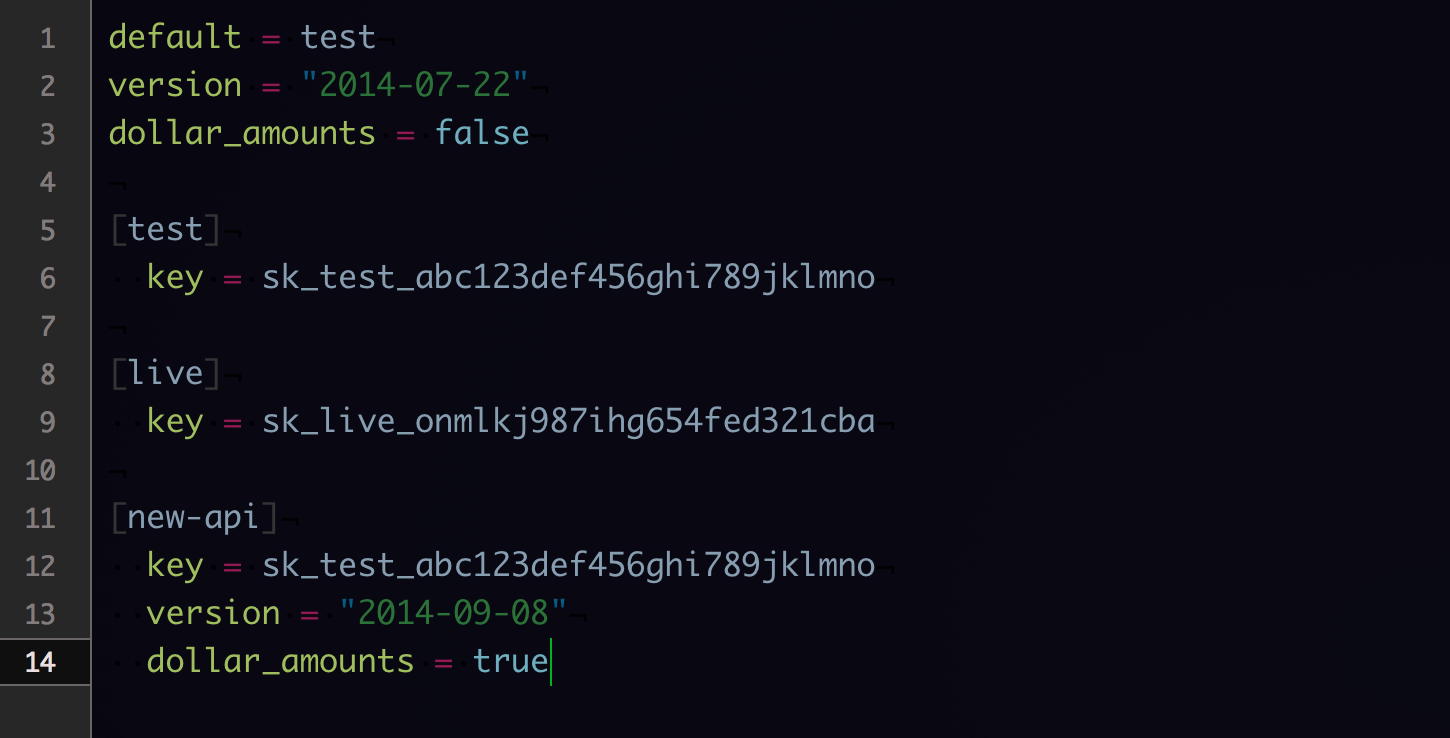 1 default = test¬
2 version = "2014-07-22"¬
3 dollar_amounts = false¬
4 ¬
5 [test]¬
6 key = sk_test_abc123def456ghi789jklmno¬
7 ¬
8 [live]¬
9 key = sk_live_onmlkj987ihg654fed321cba¬
10 ¬
11 [new-api]¬
12 key = sk_test_abc123def456ghi789jklmno¬
13 version = "2014-09-08"¬
14 dollar_amounts = true